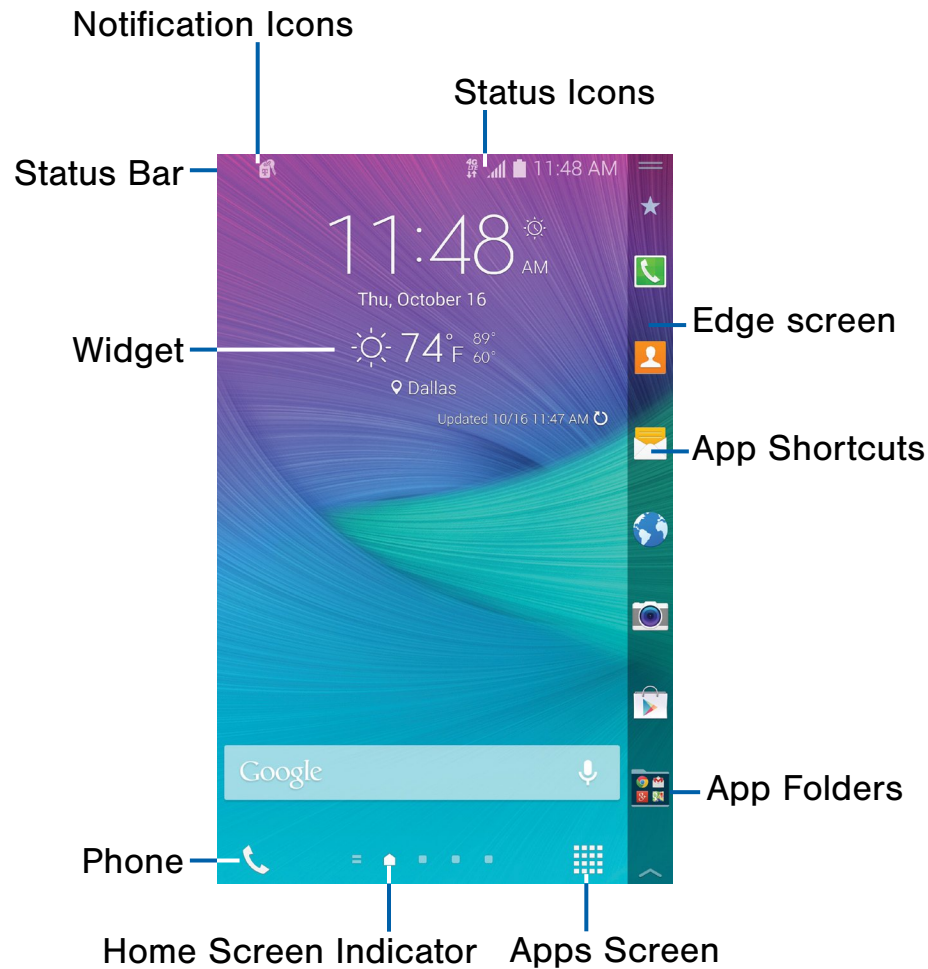 Notification Icons
Status Icons
Status Bar
4G
LTE
11:48 AM
11:48
AM
Thu, October 16
Edge screen
Widget
74°F
89°
60°
Dallas
Updated 10/16 11:47 AM
App Shortcuts
Google
App Folders
Phone
Home Screen Indicator
Apps Screen